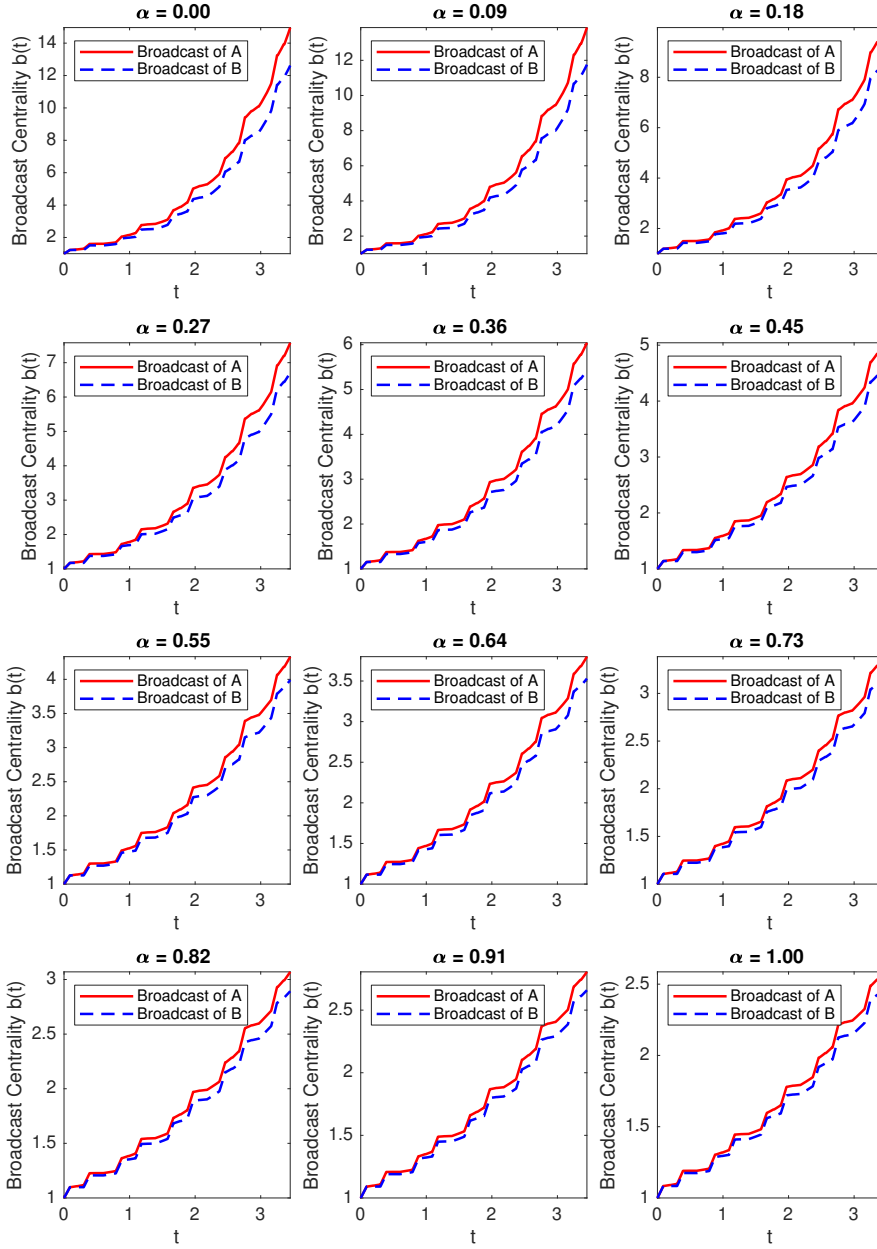 α = 0.00
Broadcast Centrality b(t)
14
12
10
8
6
4
2
Broadcast of A
Broadcast of B
0 1 2 3
t
α = 0.09
Broadcast Centrality b(t)
12
10
8
6
4
2
Broadcast of A
Broadcast of B
0 1 2 3
t
α = 0.18
Broadcast Centrality b(t)
8
6
4
2
Broadcast of A
Broadcast of B
0 1 2 3
t
α = 0.27
Broadcast Centrality b(t)
7
6
5
4
3
2
1
Broadcast of A
Broadcast of B
0 1 2 3
t
α = 0.36
Broadcast Centrality b(t)
6
5
4
3
2
1
Broadcast of A
Broadcast of B
0 1 2 3
t
α = 0.45
Broadcast Centrality b(t)
5
4
3
2
1
Broadcast of A
Broadcast of B
0 1 2 3
t
α = 0.55
Broadcast Centrality b(t)
4
3.5
3
2.5
2
1.5
1
Broadcast of A
Broadcast of B
0 1 2 3
t
α = 0.64
Broadcast Centrality b(t)
3.5
3
2.5
2
1.5
1
Broadcast of A
Broadcast of B
0 1 2 3
t
α = 0.73
Broadcast Centrality b(t)
3
2.5
2
1.5
1
Broadcast of A
Broadcast of B
0 1 2 3
t
α = 0.82
Broadcast Centrality b(t)
3
2.5
2
1.5
1
Broadcast of A
Broadcast of B
0 1 2 3
t
α = 0.91
Broadcast Centrality b(t)
2.5
2
1.5
1
Broadcast of A
Broadcast of B
0 1 2 3
t
α = 1.00
Broadcast Centrality b(t)
2.5
2
1.5
1
Broadcast of A
Broadcast of B
0 1 2 3
t